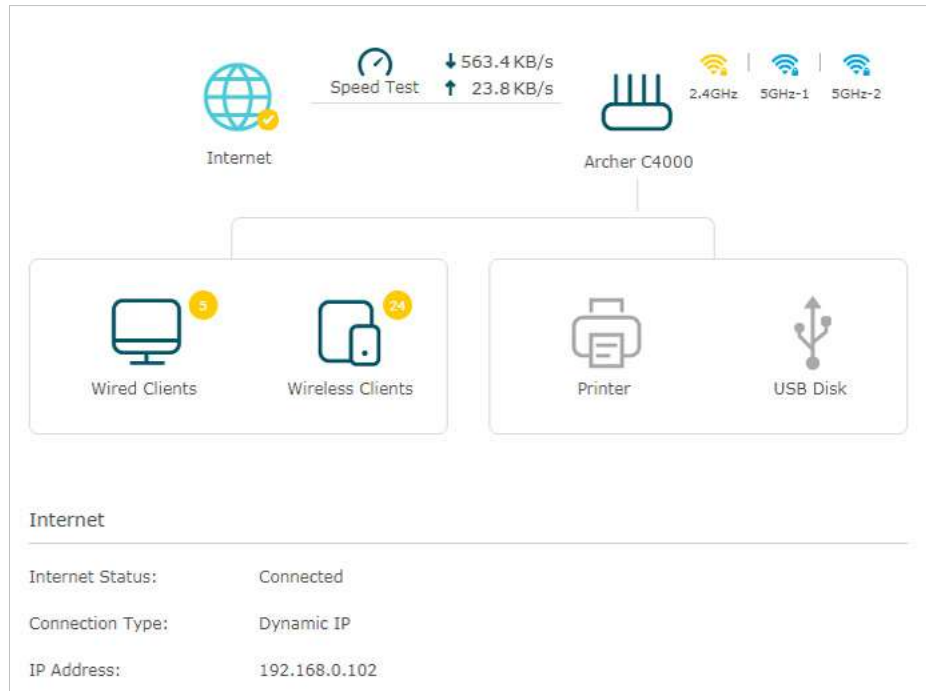 Speed Test
↓ 563.4 KB/s
↑ 23.8 KB/s
2.4GHz
5GHz-1
5GHz-2
Internet
Archer C4000
5
24
Wired Clients
Wireless Clients
Printer
USB Disk
Internet
Internet Status: Connected
Connection Type: Dynamic IP
IP Address: 192.168.0.102